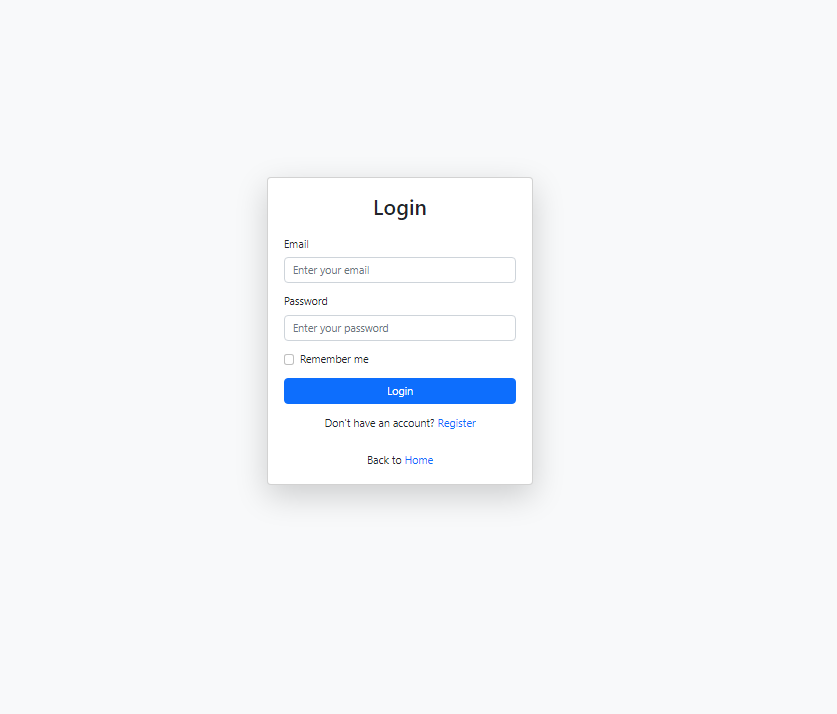 Login
Email
Enter your email
Password
Enter your password
Remember me
Login
Don't have an account? Register
Back to Home